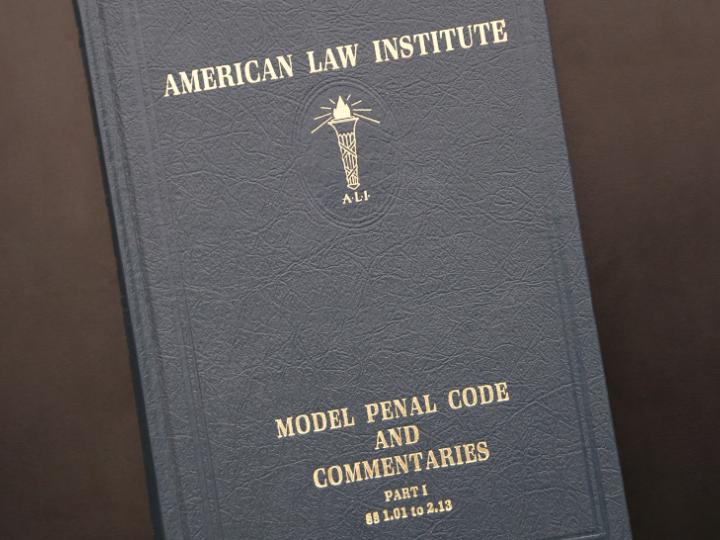 AMERICAN LAW INSTITUTE
A·L·I·
MODEL PENAL CODE
AND
COMMENTARIES
PART I
§§ 1.01 to 2.13